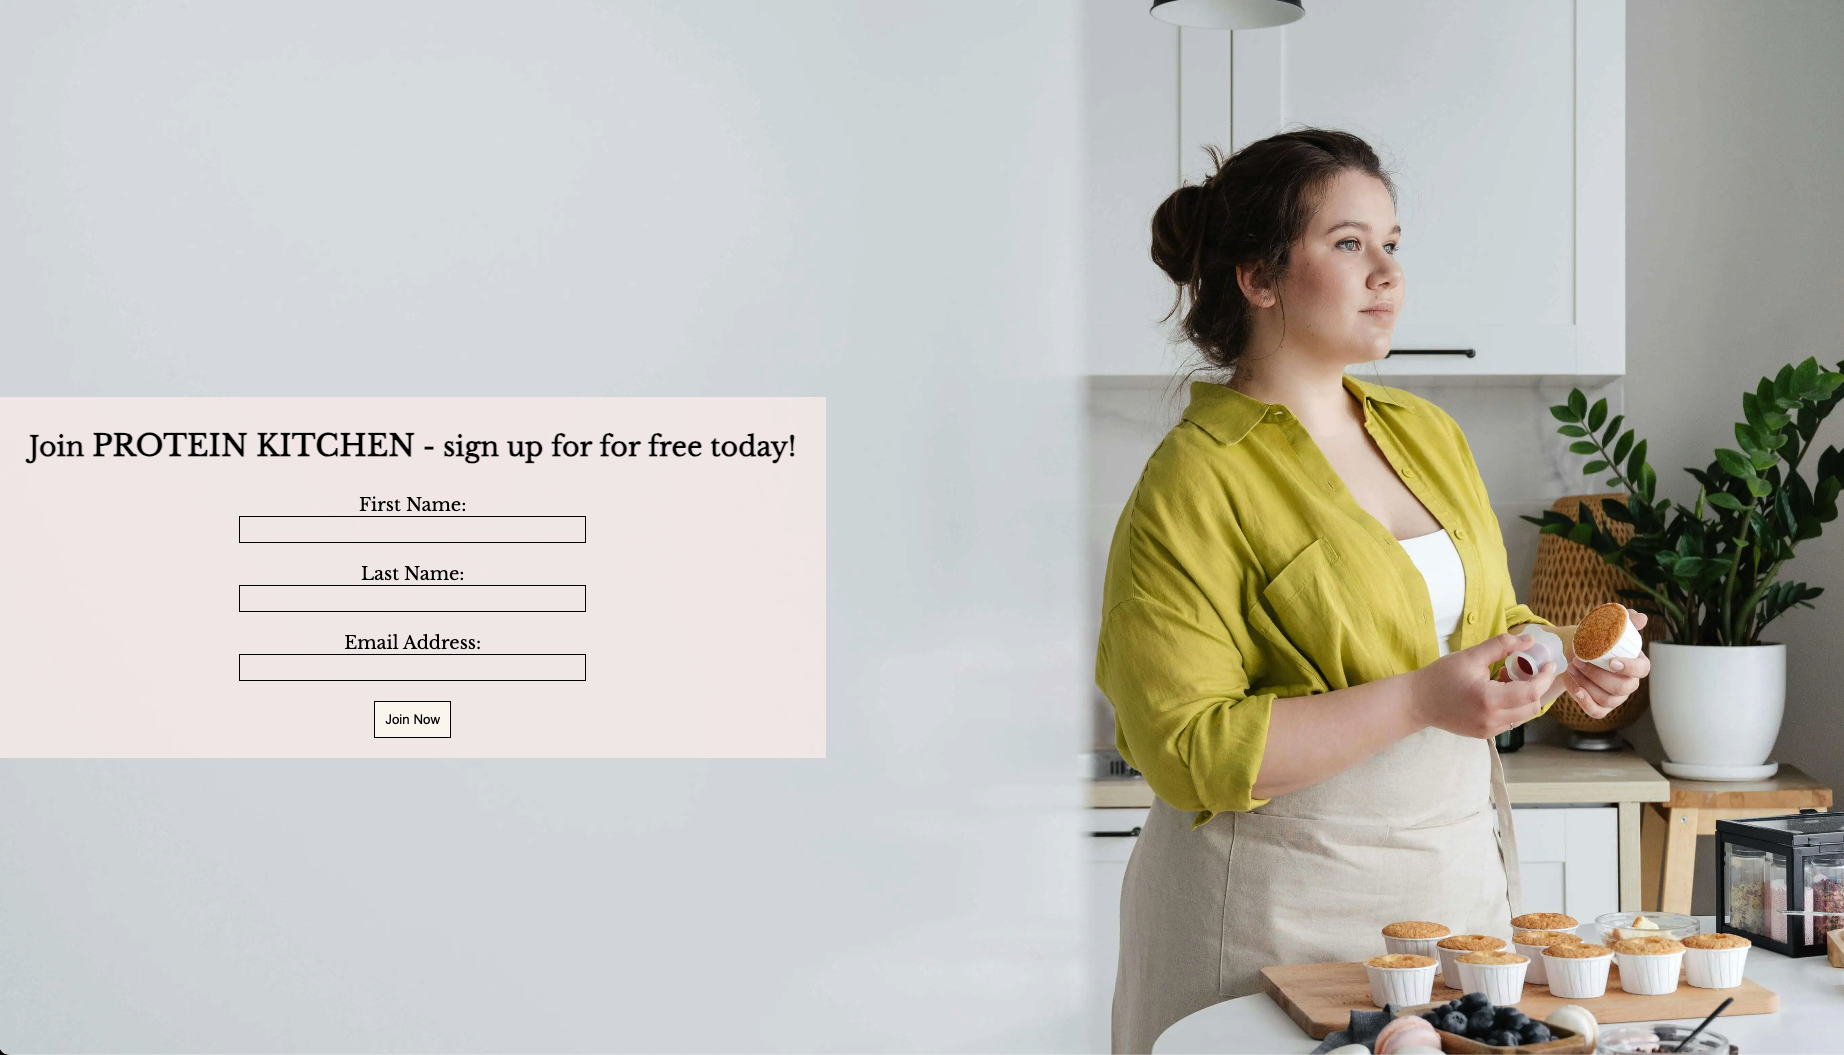 Join PROTEIN KITCHEN - sign up for for free today!
First Name:
Last Name:
Email Address:
Join Now